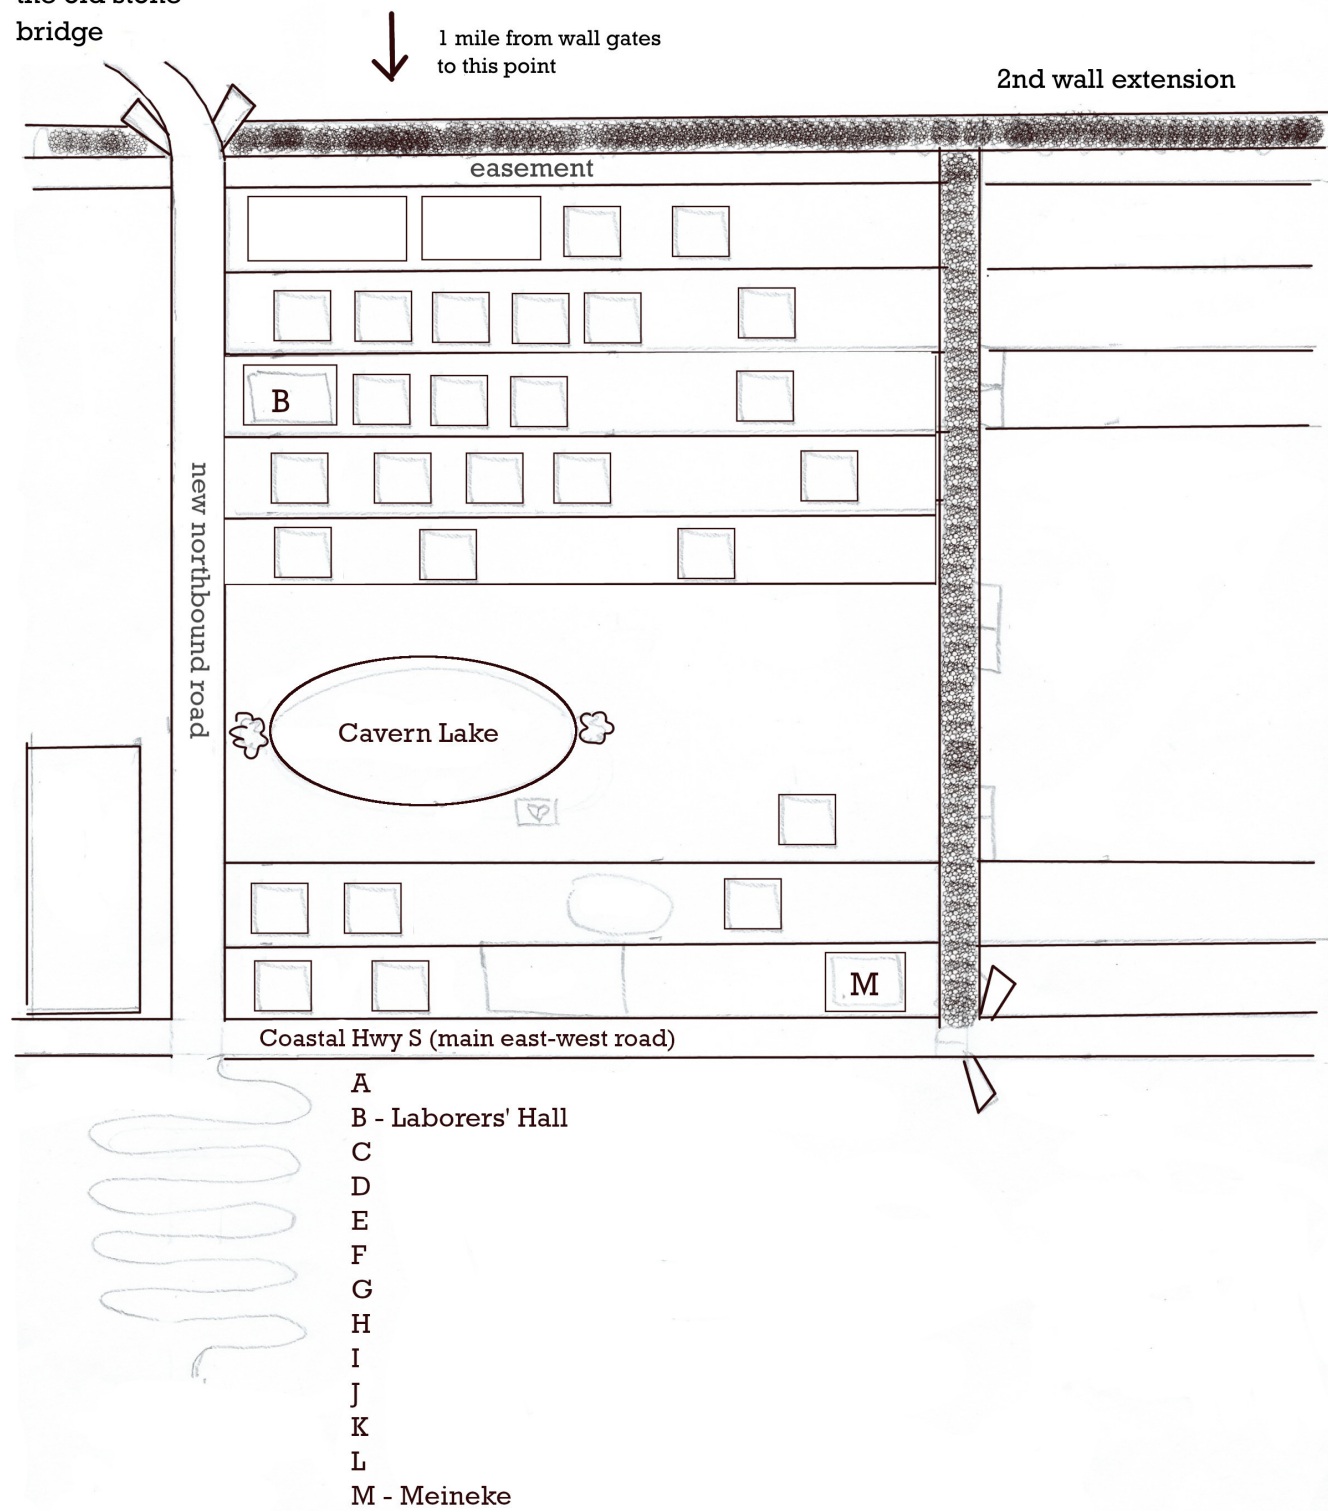 bridge
1 mile from wall gates
to this point
2nd wall extension
easement
B
new northbound road
Cavern Lake
M
Coastal Hwy S (main east-west road)
A
B - Laborers' Hall
C
D
E
F
G
H
I
J
K
L
M - Meineke